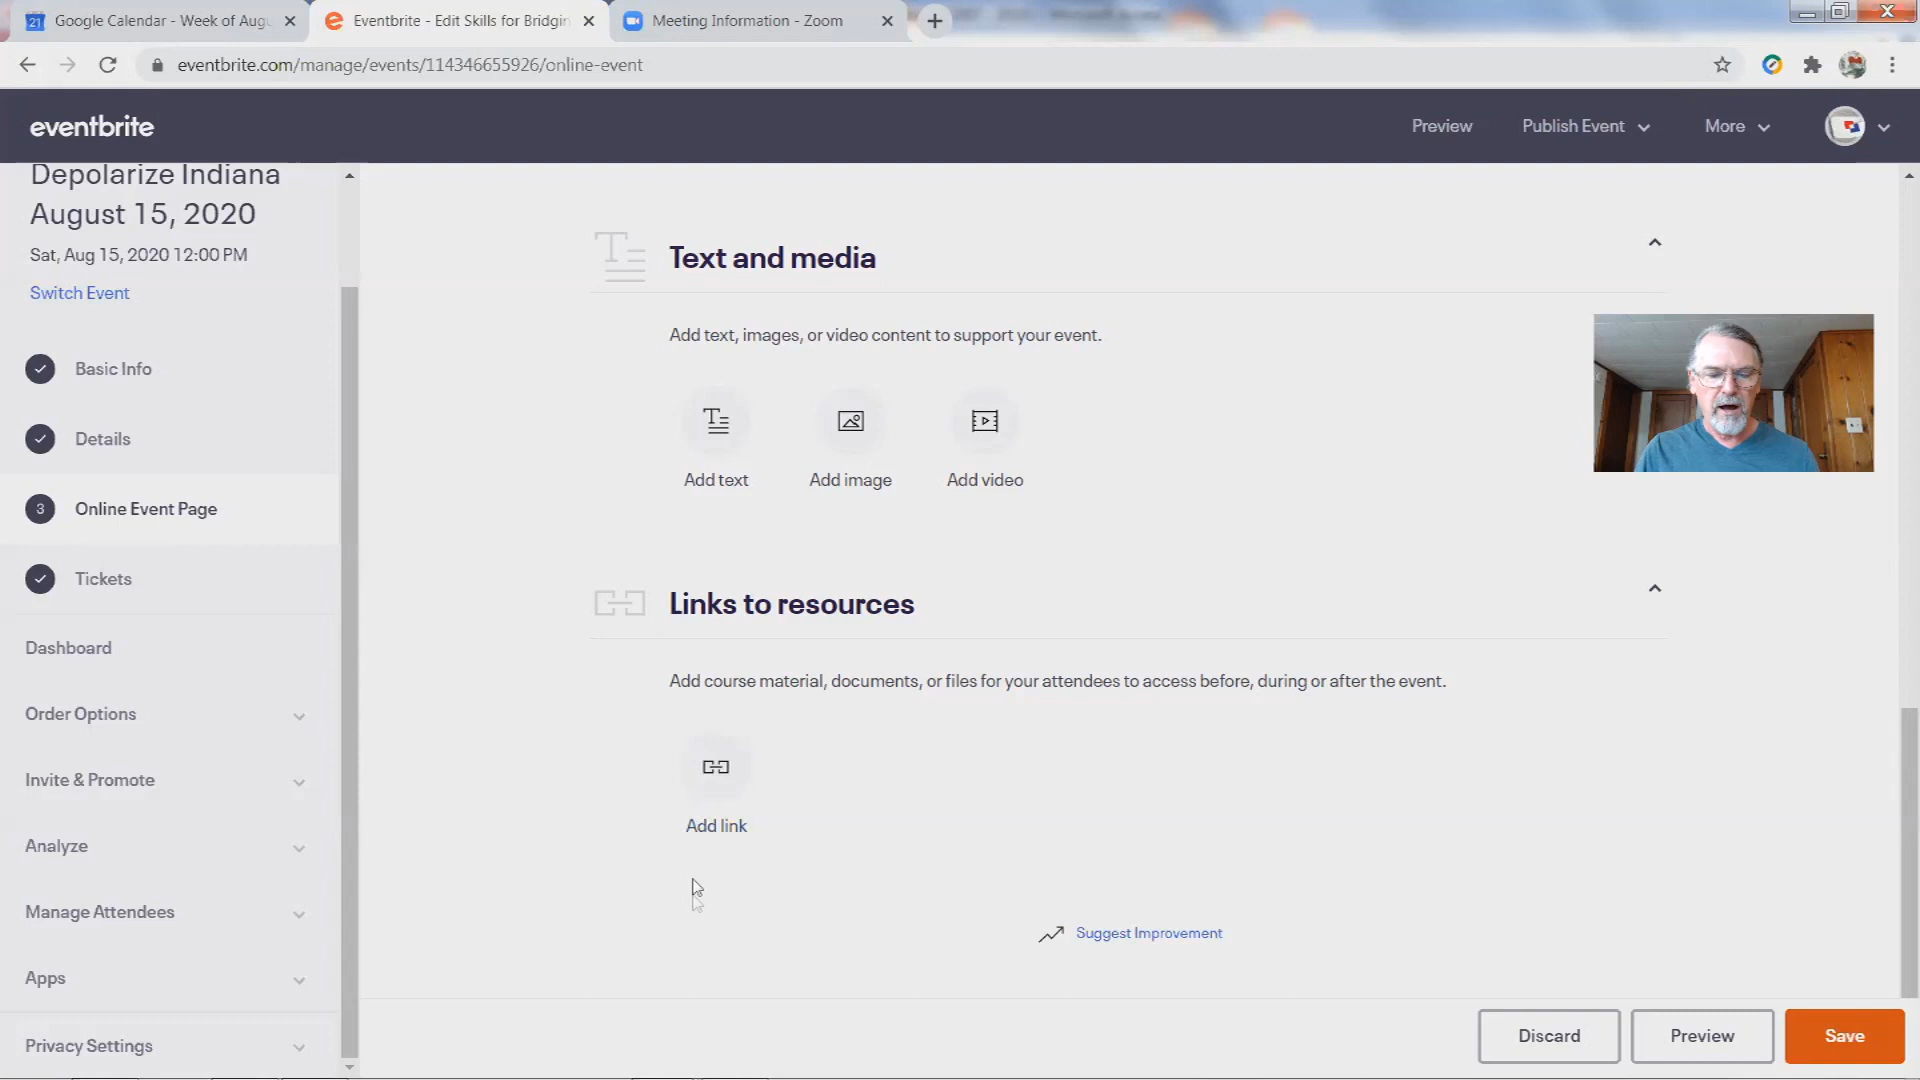 21 Google Calendar - Week of Aug
Eventbrite - Edit Skills for Bridgin
Meeting Information - Zoom
eventbrite.com/manage/events/114346655926/online-event
eventbrite
Preview
Publish Event
More
Depolarize Indiana
August 15, 2020
Sat, Aug 15, 2020 12:00 PM
Switch Event
Basic Info
Details
3 Online Event Page
Tickets
Dashboard
Order Options
Invite & Promote
Analyze
Manage Attendees
Apps
Privacy Settings
Text and media
Add text, images, or video content to support your event.
Add text
Add image
Add video
Links to resources
Add course material, documents, or files for your attendees to access before, during or after the event.
Add link
Suggest Improvement
Discard
Preview
Save